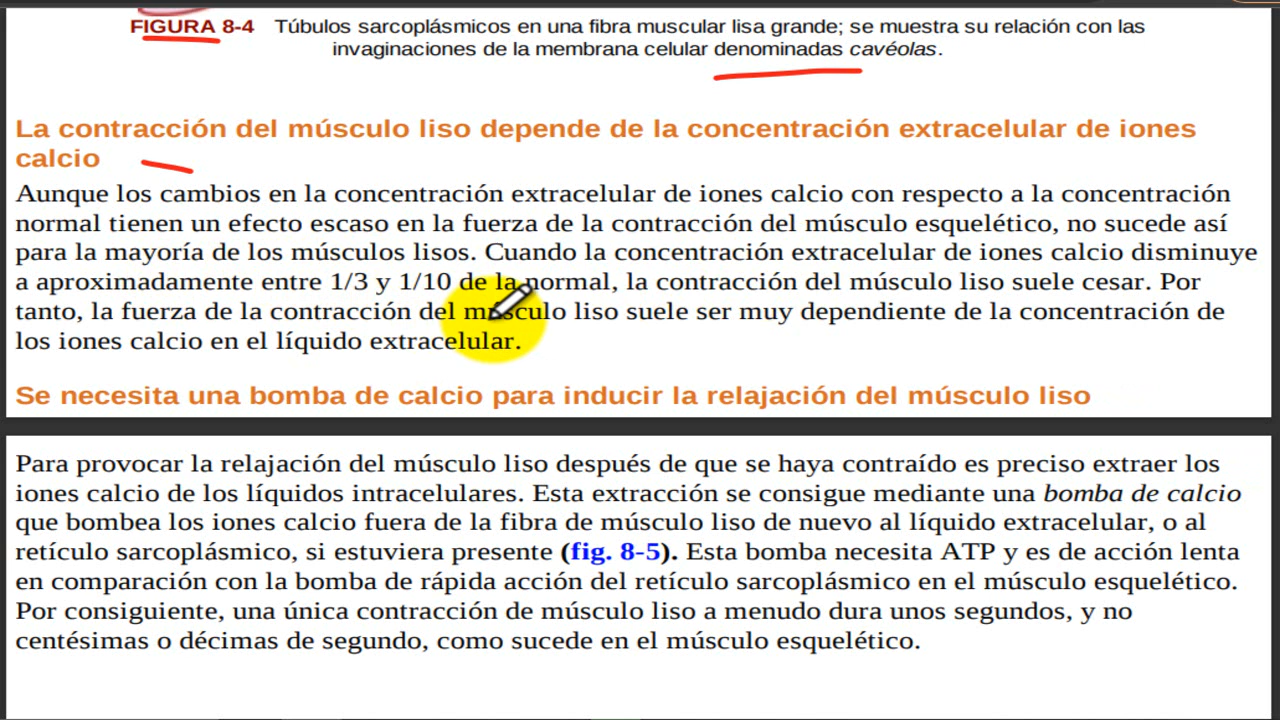 FIGURA 8-4 Túbulos sarcoplásmicos en una fibra muscular lisa grande; se muestra su relación con las
invaginaciones de la membrana celular denominadas cavéolas.
La contracción del músculo liso depende de la concentración extracelular de iones
calcio
Aunque los cambios en la concentración extracelular de iones calcio con respecto a la concentración
normal tienen un efecto escaso en la fuerza de la contracción del músculo esquelético, no sucede así
para la mayoría de los músculos lisos. Cuando la concentración extracelular de iones calcio disminuye
a aproximadamente entre 1/3 y 1/10 de la normal, la contracción del músculo liso suele cesar. Por
tanto, la fuerza de la contracción del músculo liso suele ser muy dependiente de la concentración de
los iones calcio en el líquido extracelular.
Se necesita una bomba de calcio para inducir la relajación del músculo liso
Para provocar la relajación del músculo liso después de que se haya contraído es preciso extraer los
iones calcio de los líquidos intracelulares. Esta extracción se consigue mediante una bomba de calcio
que bombea los iones calcio fuera de la fibra de músculo liso de nuevo al líquido extracelular, o al
retículo sarcoplásmico, si estuviera presente (fig. 8-5). Esta bomba necesita ATP y es de acción lenta
en comparación con la bomba de rápida acción del retículo sarcoplásmico en el músculo esquelético.
Por consiguiente, una única contracción de músculo liso a menudo dura unos segundos, y no
centésimas o décimas de segundo, como sucede en el músculo esquelético.